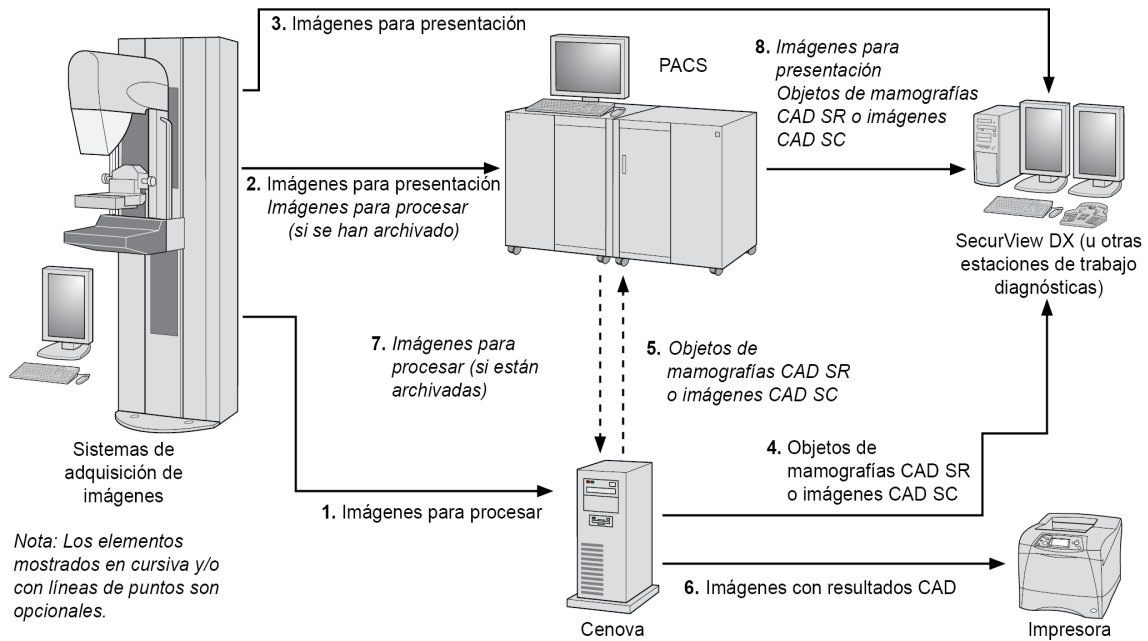 3. Imágenes para presentación
PACS
8. Imágenes para
presentación
Objetos de mamografías
CAD SR o imágenes
CAD SC
2. Imágenes para presentación
Imágenes para procesar
(si se han archivado)
SecurView DX (u otras
estaciones de trabajo
diagnósticas)
7. Imágenes para
procesar (si están
archivadas)
5. Objetos de
mamografías CAD SR
o imágenes CAD SC
Sistemas de
adquisición de
imágenes
4. Objetos de
mamografías CAD SR
o imágenes CAD SC
1. Imágenes para procesar
Nota: Los elementos
mostrados en cursiva y/o
con líneas de puntos son
opcionales.
6. Imágenes con resultados CAD
Cenova
Impresora